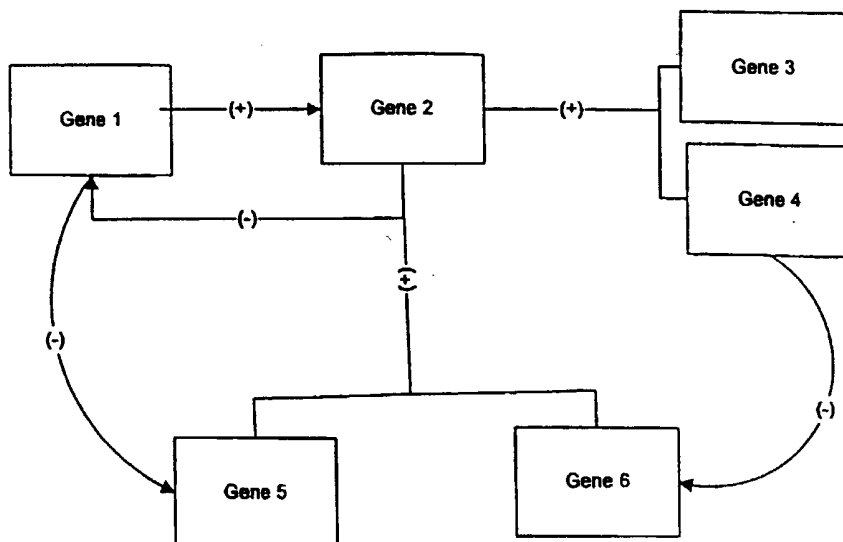 Gene 3
Gene 1
(+)
Gene 2
(+)
Gene 4
(-)
(+)
(-)
(-)
Gene 5
Gene 6